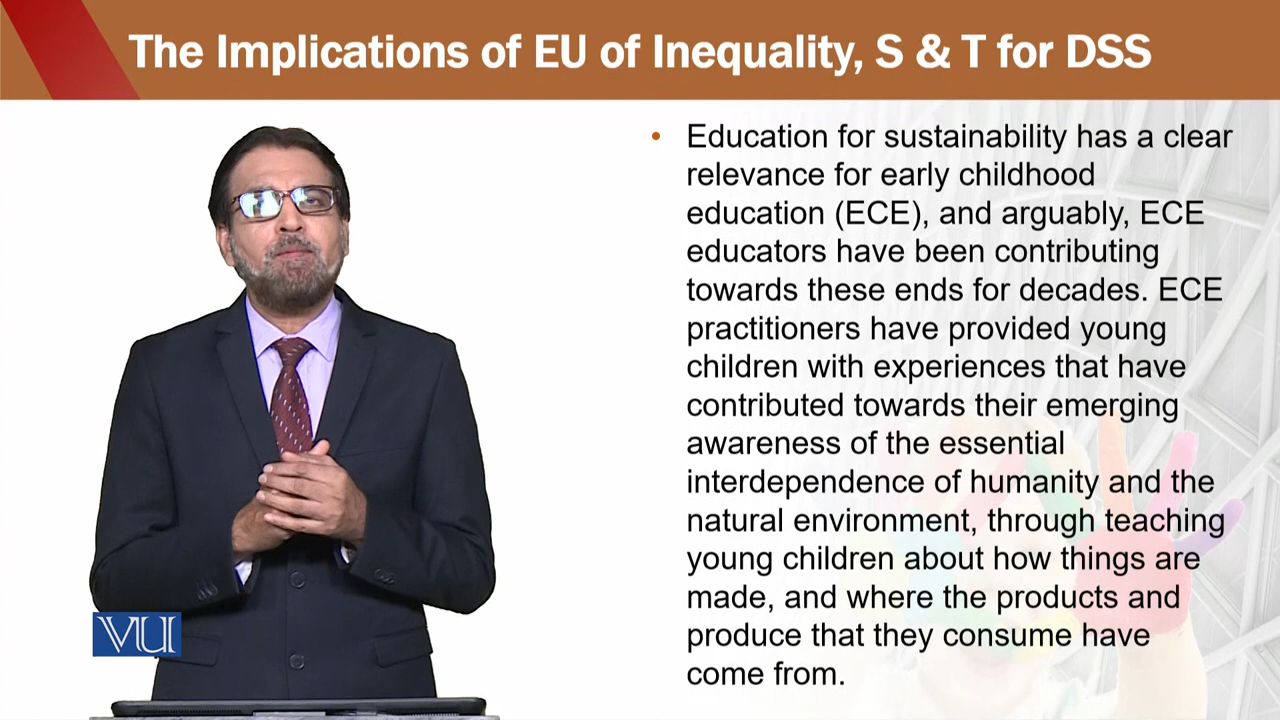 The Implications of EU of Inequality, S & T for DSS
• Education for sustainability has a clear
relevance for early childhood
education (ECE), and arguably, ECE
educators have been contributing
towards these ends for decades. ECE
practitioners have provided young
children with experiences that have
contributed towards their emerging
awareness of the essential
interdependence of humanity and the
natural environment, through teaching
young children about how things are
made, and where the products and
produce that they consume have
come from.
VU